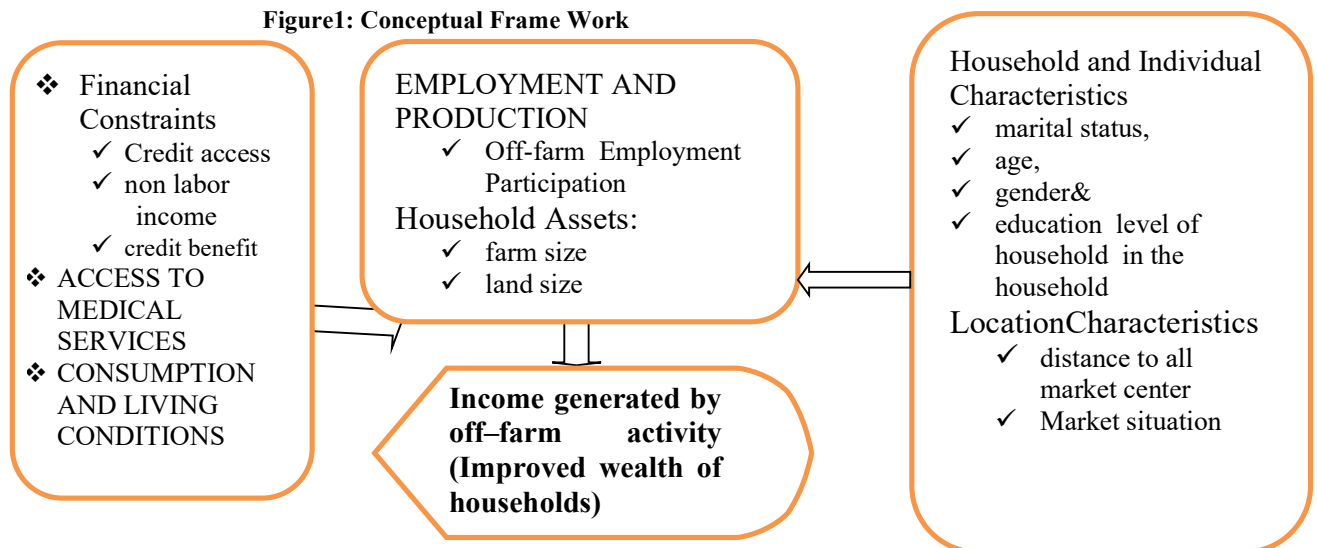 Figure1: Conceptual Frame Work
❖ Financial
Constraints
✓ Credit access
✓ non labor
income
✓ credit benefit
❖ ACCESS TO
MEDICAL
SERVICES
❖ CONSUMPTION
AND LIVING
CONDITIONS
EMPLOYMENT AND
PRODUCTION
✓ Off-farm Employment
Participation
Household Assets:
✓ farm size
✓ land size
Income generated by
off–farm activity
(Improved wealth of
households)
Household and Individual
Characteristics
✓ marital status,
✓ age,
✓ gender&
✓ education level of
household in the
household
LocationCharacteristics
✓ distance to all
market center
✓ Market situation